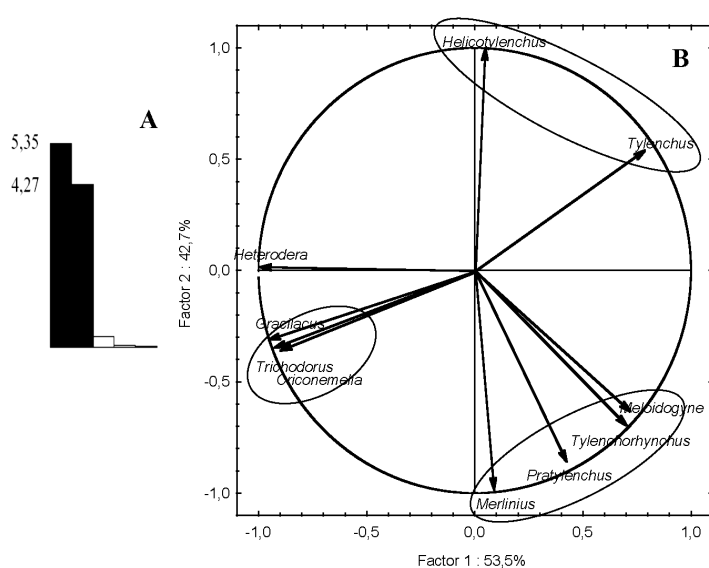 A
5,35
4,27
B
1,0
0,5
0,0
-0,5
-1,0
Factor 2 : 42,7%
Helicotylenchus
Tylenchus
Heterodera
Gracilacus
Trichodorus
Criconemella
Meloidogyne
Tylenchorhynchus
Pratylenchus
Merlinius
-1,0 -0,5 0,0 0,5 1,0
Factor 1 : 53,5%